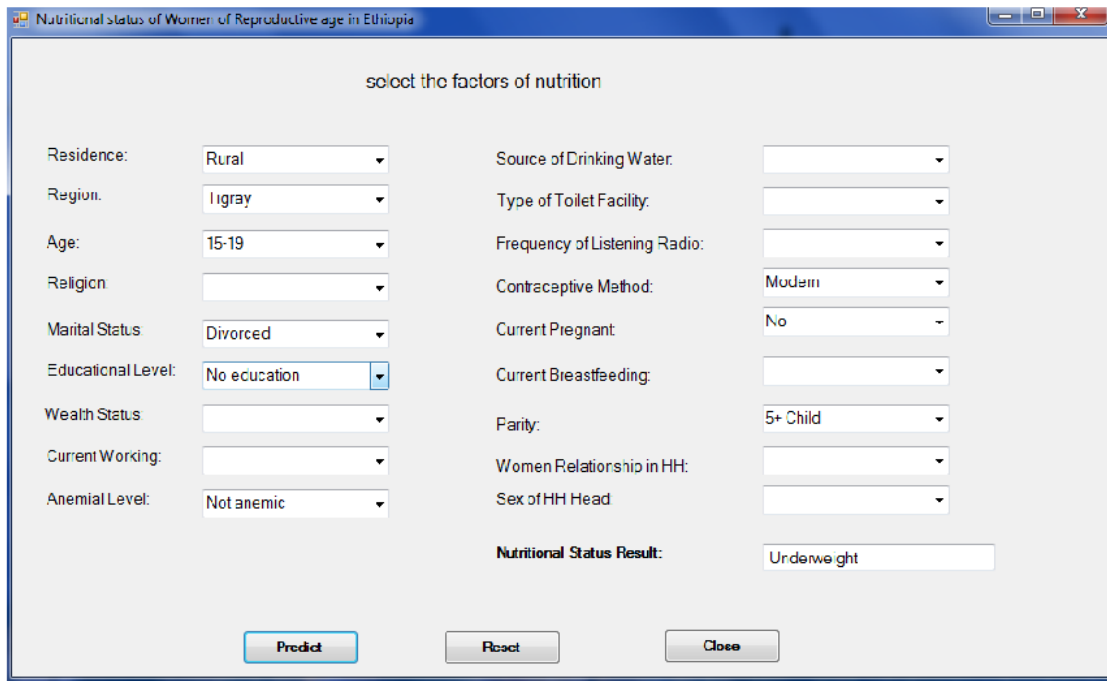 Nutritional status of Women of Reproductive age in Ethiopia
select the factors of nutrition
Residence: Rural
Region: Tigray
Age: 15-19
Religion:
Marital Status: Divorced
Educational Level: No education
Wealth Status:
Current Working:
Anemial Level: Not anemic
Source of Drinking Water:
Type of Toilet Facility:
Frequency of Listening Radio:
Contraceptive Method: Modern
Current Pregnant: No
Current Breastfeeding:
Parity: 5+ Child
Women Relationship in HH:
Sex of HH Head:
Nutritional Status Result: Underweight
Predict Reset Close